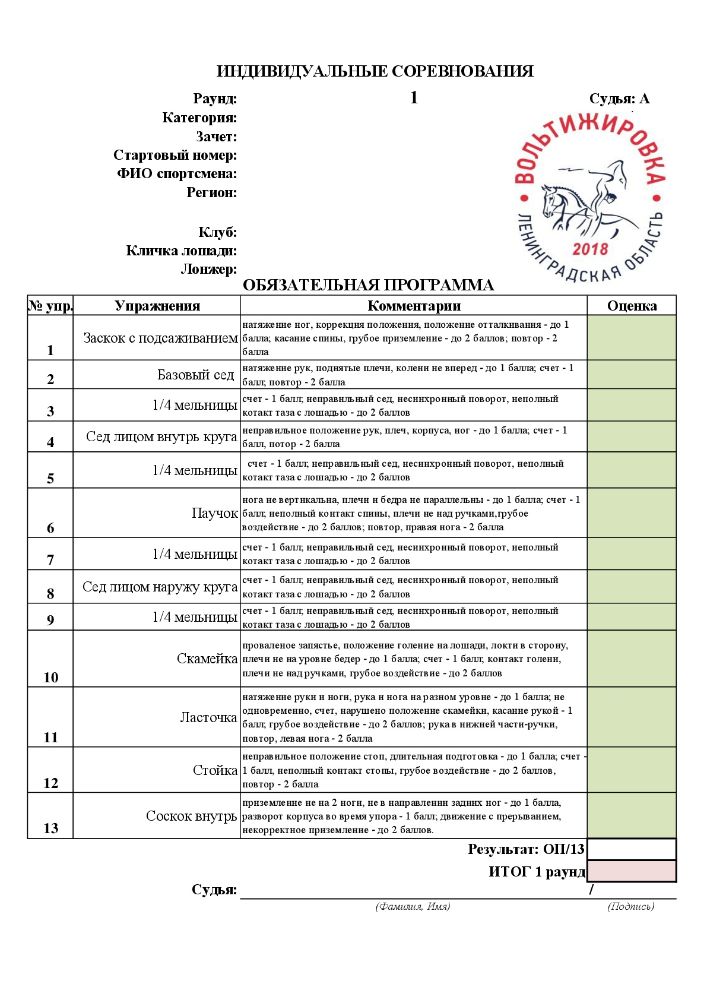 ИНДИВИДУАЛЬНЫЕ СОРЕВНОВАНИЯ
Раунд: 1 Судья: А
Категория:
Зачет:
Стартовый номер:
ФИО спортсмена:
Регион:
Клуб:
Кличка лошади:
Лонжер:
ВОЛЬТИЖИРОВКА
2018
ЛЕНИНГРАДСКАЯ ОБЛАСТЬ
ОБЯЗАТЕЛЬНАЯ ПРОГРАММА
№ упр. Упражнения Комментарии Оценка
1 Заскок с подсаживанием
натяжение ног, коррекция положения, положение отталкивания - до 1
балла; касание спины, грубое приземление - до 2 баллов; повтор - 2
балла
2 Базовый сед
натяжение рук, поднятые плечи, колени не вперед - до 1 балла; счет - 1
балл; повтор - 2 балла
3 1/4 мельницы
счет - 1 балл; неправильный сед, несинхронный поворот, неполный
котакт таза с лошадью - до 2 баллов
4 Сед лицом внутрь круга
неправильное положение рук, плеч, корпуса, ног - до 1 балла; счет - 1
балл, потор - 2 балла
5 1/4 мельницы
счет - 1 балл; неправильный сед, несинхронный поворот, неполный
котакт таза с лошадью - до 2 баллов
6 Паучок
нога не вертикальна, плечи и бедра не параллельны - до 1 балла; счет - 1
балл; неполный контакт спины, плечи не над ручками,грубое
воздействие - до 2 баллов; повтор, правая нога - 2 балла
7 1/4 мельницы
счет - 1 балл; неправильный сед, несинхронный поворот, неполный
котакт таза с лошадью - до 2 баллов
8 Сед лицом наружу круга
счет - 1 балл; неправильный сед, несинхронный поворот, неполный
котакт таза с лошадью - до 2 баллов
9 1/4 мельницы
счет - 1 балл; неправильный сед, несинхронный поворот, неполный
котакт таза с лошадью - до 2 баллов
10 Скамейка
проваленое запястье, положение голение на лошади, локти в сторону,
плечи не на уровне бедер - до 1 балла; счет - 1 балл; контакт голени,
плечи не над ручками, грубое воздействие - до 2 баллов
11 Ласточка
натяжение руки и ноги, рука и нога на разном уровне - до 1 балла; не
одновременно, счет, нарушено положение скамейки, касание рукой - 1
балл; грубое воздействие - до 2 баллов; рука в нижней части-ручки,
повтор, левая нога - 2 балла
12 Стойка
неправильное положение стоп, длительная подготовка - до 1 балла; счет -
1 балл, неполный контакт стопы, грубое воздействие - до 2 баллов,
повтор - 2 балла
13 Соскок внутрь
приземление не на 2 ноги, не в направлении задних ног - до 1 балла,
разворот корпуса во время упора - 1 балл; движение с прерыванием,
некорректное приземление - до 2 баллов.
Результат: ОП/13
ИТОГ 1 раунд
Судья: /
(Фамилия, Имя) (Подпись)